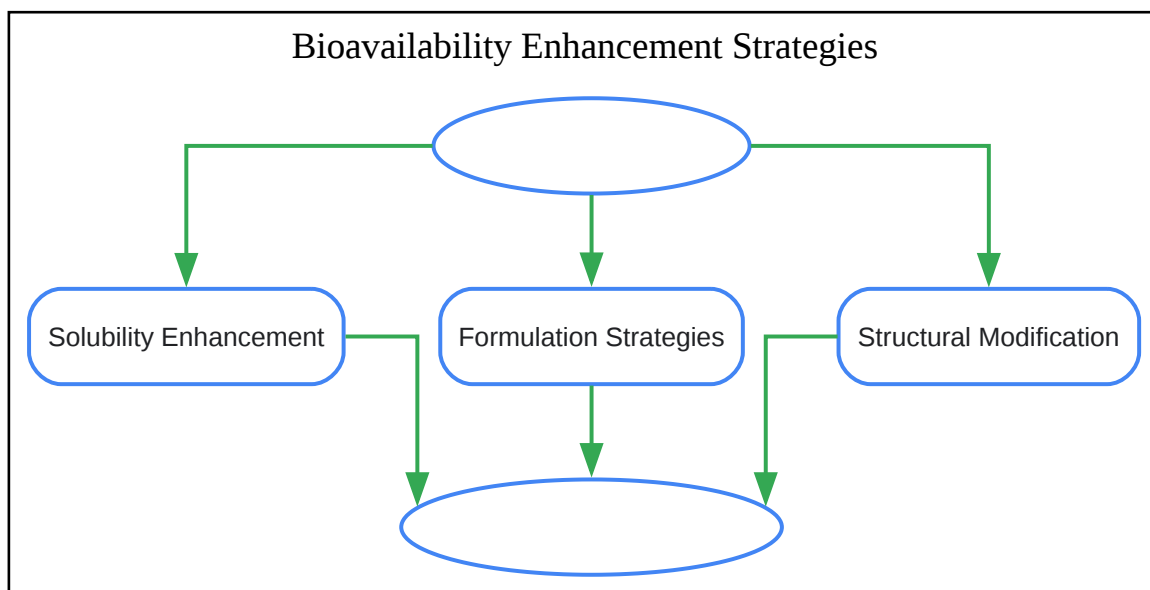 Bioavailability Enhancement Strategies
Solubility Enhancement
Formulation Strategies
Structural Modification